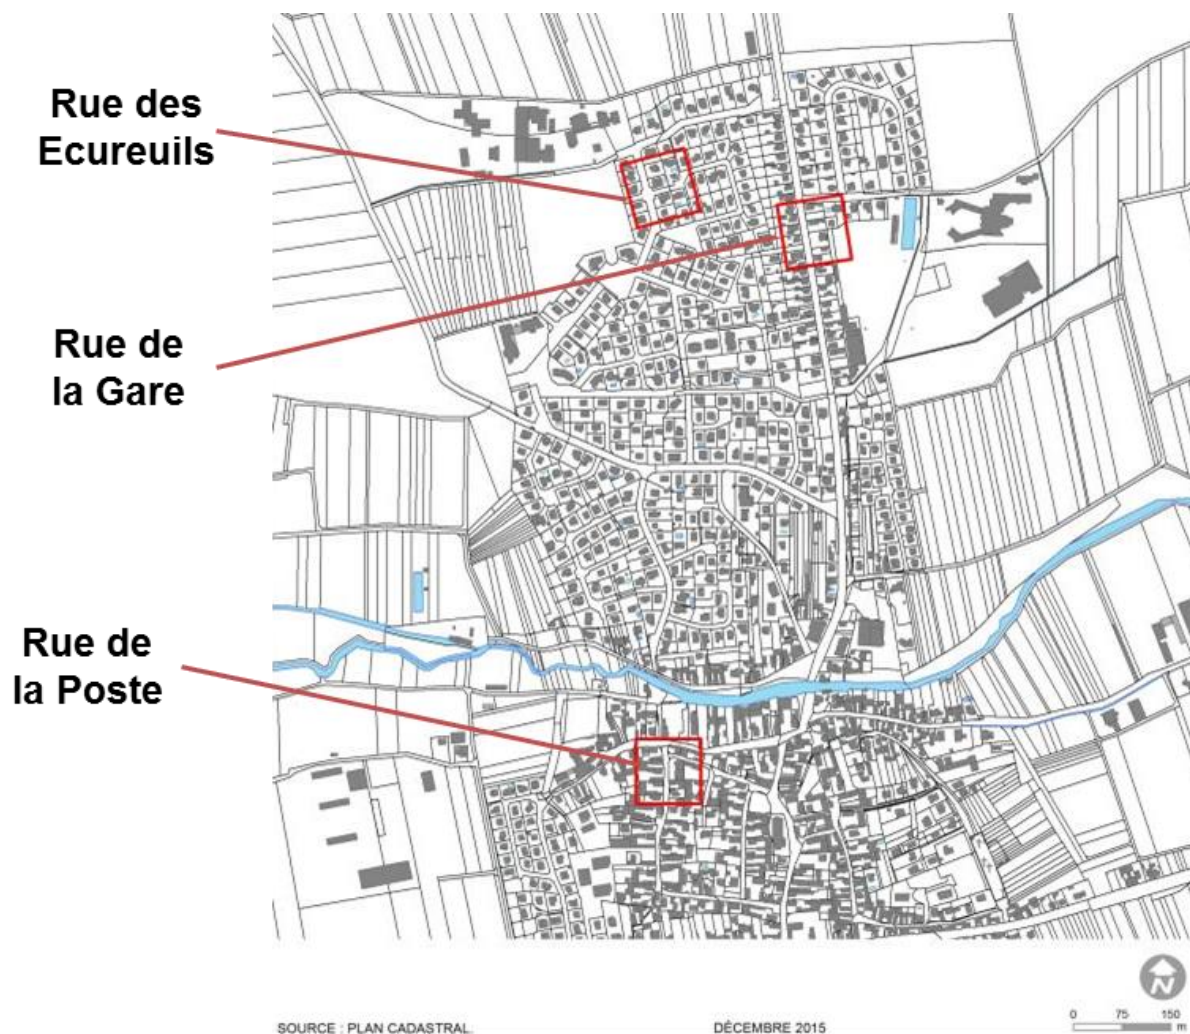 Rue des
Ecureuils
Rue de
la Gare
Rue de
la Poste
N
SOURCE : PLAN CADASTRAL.
DÉCEMBRE 2015
0 75 150
m